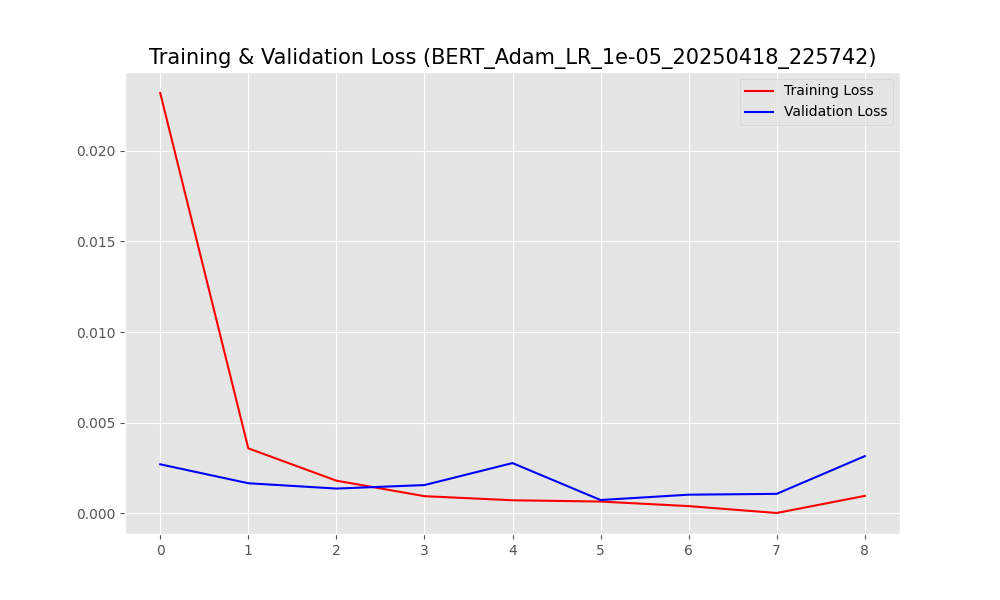 Training & Validation Loss (BERT_Adam_LR_1e-05_20250418_225742)
Training Loss
Validation Loss
0.020
0.015
0.010
0.005
0.000
0 1 2 3 4 5 6 7 8